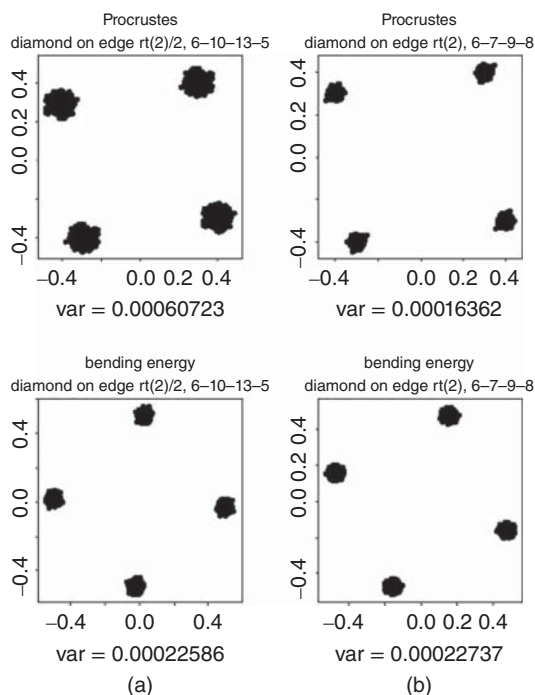 Procrustes
diamond on edge rt(2)/2, 6–10–13–5
0.4
0.2
0.0
−0.4
−0.4
0.0 0.2 0.4
var = 0.00060723
Procrustes
diamond on edge rt(2), 6–7–9–8
0.4
0.2
0.0
−0.4
−0.4
0.0 0.2 0.4
var = 0.00016362
bending energy
diamond on edge rt(2)/2, 6–10–13–5
0.4
0.0
−0.4
−0.4
0.0
0.4
var = 0.00022586
(a)
bending energy
diamond on edge rt(2), 6–7–9–8
0.4
0.2
0.0
−0.4
−0.4
0.0 0.2 0.4
var = 0.00022737
(b)